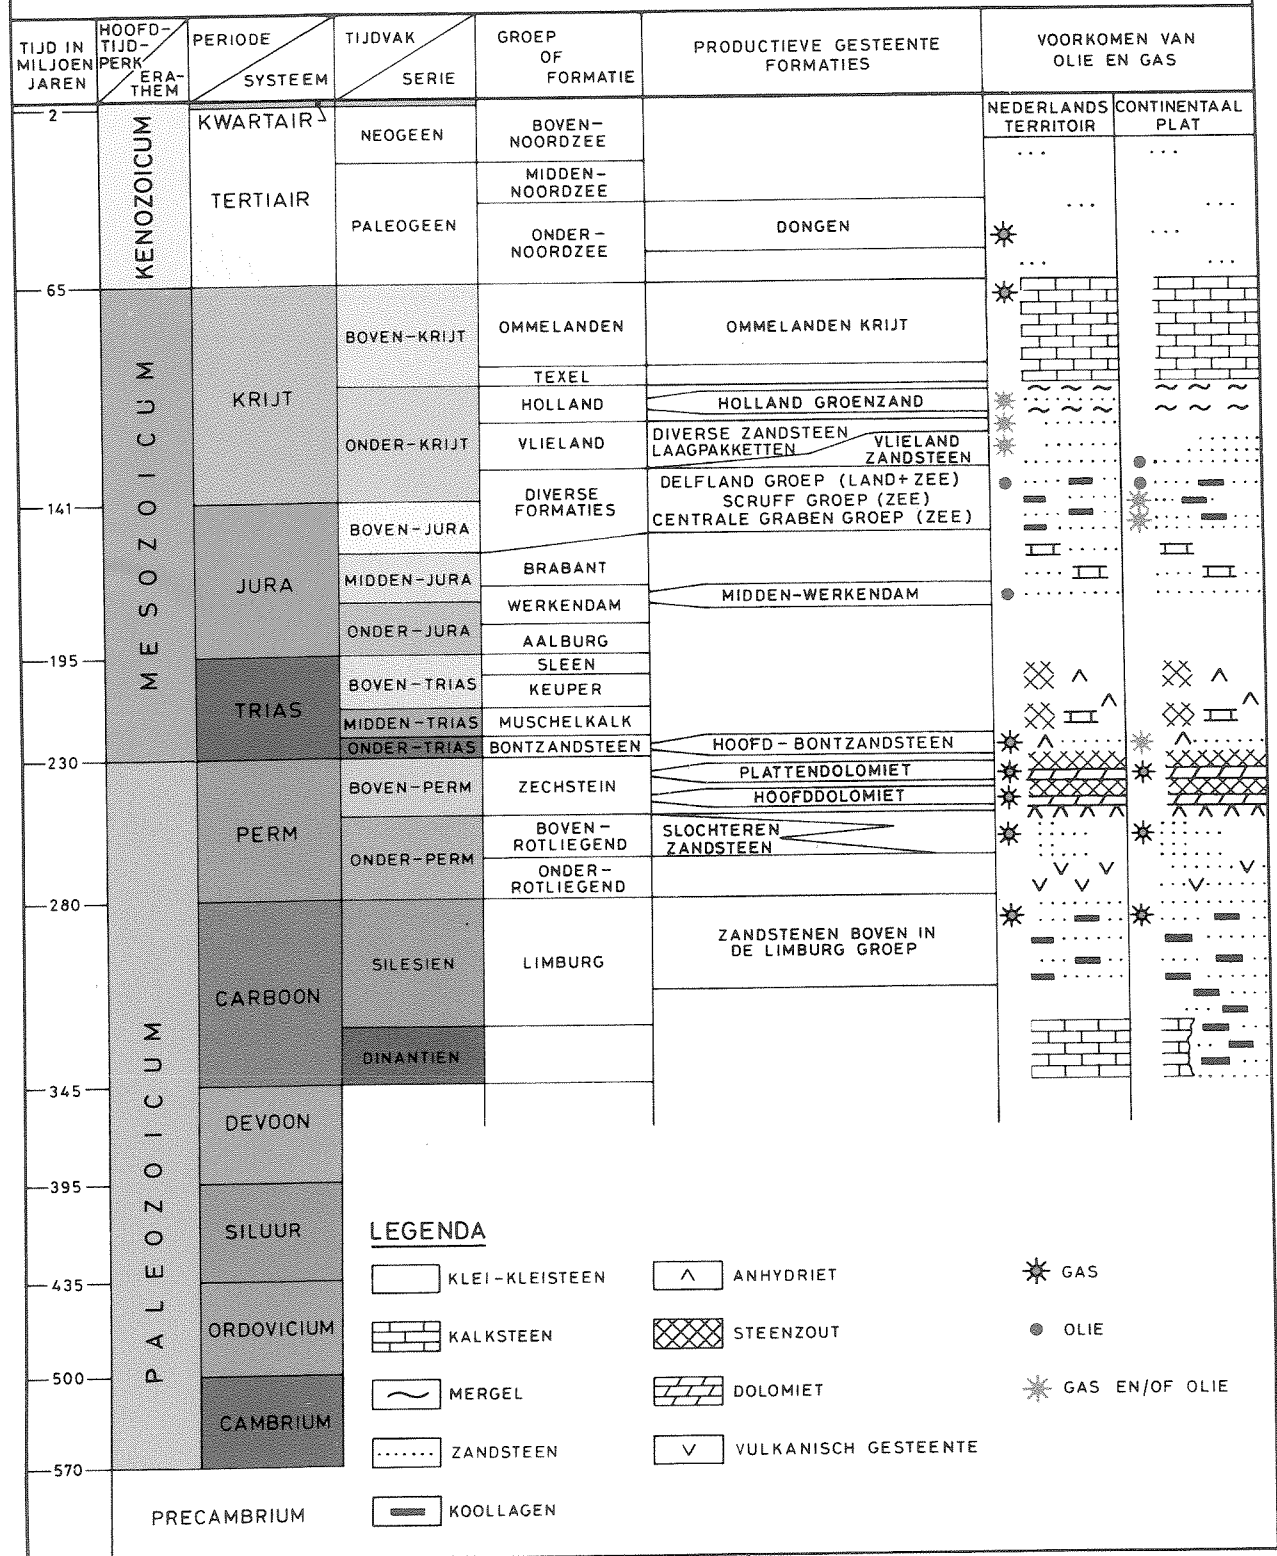 TIJD IN
MILJOEN
JAREN
HOOFD-
TIJD-
PERK
ERA-
THEM
PERIODE
SYSTEEM
TIJDVAK
SERIE
GROEP
OF
FORMATIE
PRODUCTIEVE GESTEENTE
FORMATIES
VOORKOMEN VAN
OLIE EN GAS
NEDERLANDS
TERRITOIR
CONTINENTAAL
PLAT
2
65
141
195
230
280
345
395
435
500
570
KENOZOICUM
MESOZOICUM
PALEOZOICUM
KWARTAIR
TERTIAIR
KRIJT
JURA
TRIAS
PERM
CARBOON
DEVOON
SILUUR
ORDOVICIUM
CAMBRIUM
PRECAMBRIUM
NEOGEEN
PALEOGEEN
BOVEN-KRIJT
ONDER-KRIJT
BOVEN-JURA
MIDDEN-JURA
ONDER-JURA
BOVEN-TRIAS
MIDDEN-TRIAS
ONDER-TRIAS
BOVEN-PERM
ONDER-PERM
SILESIEN
DINANTIEN
BOVEN-
NOORDZEE
MIDDEN-
NOORDZEE
ONDER-
NOORDZEE
OMMELANDEN
TEXEL
HOLLAND
VLIELAND
DIVERSE
FORMATIES
BRABANT
WERKENDAM
AALBURG
SLEEN
KEUPER
MUSCHELKALK
BONTZANDSTEEN
ZECHSTEIN
BOVEN-
ROTLIEGEND
ONDER-
ROTLIEGEND
LIMBURG
DONGEN
OMMELANDEN KRIJT
HOLLAND GROENZAND
DIVERSE ZANDSTEEN
LAAGPAKKETTEN
VLIELAND
ZANDSTEEN
DELFLAND GROEP (LAND+ZEE)
SCRUFF GROEP (ZEE)
CENTRALE GRABEN GROEP (ZEE)
MIDDEN-WERKENDAM
HOOFD-BONTZANDSTEEN
PLATTENDOLOMIET
HOOFDDOLOMIET
SLOCHTEREN
ZANDSTEEN
ZANDSTENEN BOVEN IN
DE LIMBURG GROEP
LEGENDA
KLEI-KLEISTEEN
KALKSTEEN
MERGEL
ZANDSTEEN
KOOLLAGEN
ANHYDRIET
STEENZOUT
DOLOMIET
VULKANISCH GESTEENTE
GAS
OLIE
GAS EN/OF OLIE